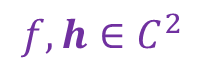 f, h ∈ C²